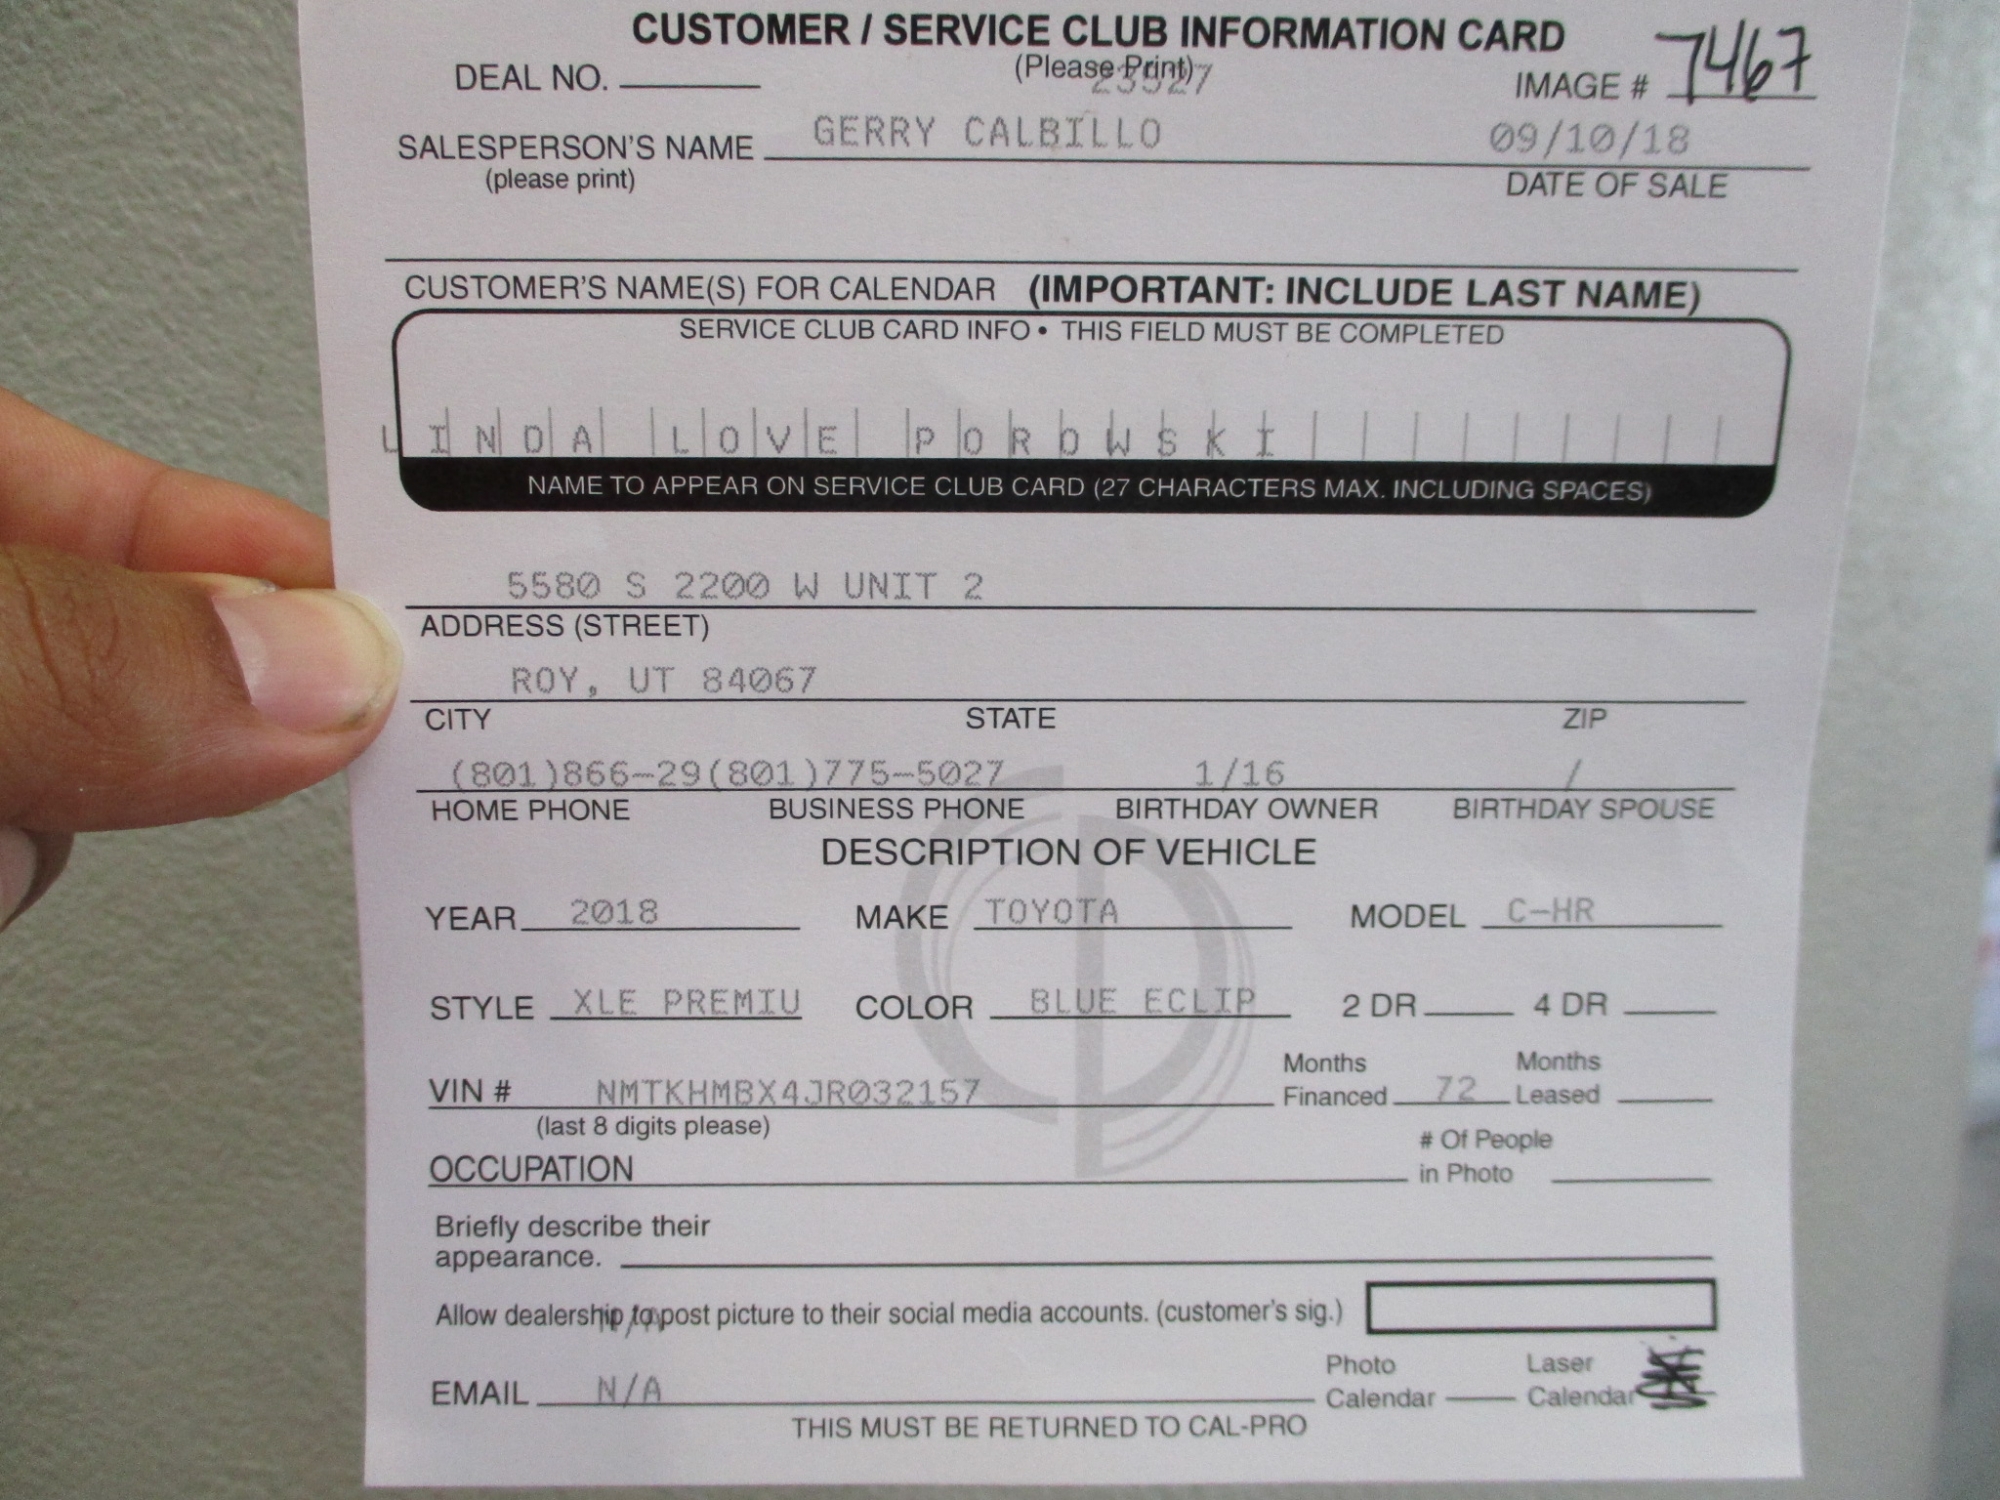 CUSTOMER / SERVICE CLUB INFORMATION CARD
(Please Print)
DEAL NO. IMAGE # 7467
SALESPERSON'S NAME GERRY CALBILLO 09/10/18
(please print) DATE OF SALE
CUSTOMER'S NAME(S) FOR CALENDAR (IMPORTANT: INCLUDE LAST NAME)
SERVICE CLUB CARD INFO • THIS FIELD MUST BE COMPLETED
LINDA LOVE POROWSKI
NAME TO APPEAR ON SERVICE CLUB CARD (27 CHARACTERS MAX. INCLUDING SPACES)
5580 S 2200 W UNIT 2
ADDRESS (STREET)
ROY, UT 84067
CITY STATE ZIP
(801)866-29(801)775-5027 1/16 /
HOME PHONE BUSINESS PHONE BIRTHDAY OWNER BIRTHDAY SPOUSE
DESCRIPTION OF VEHICLE
YEAR 2018 MAKE TOYOTA MODEL C-HR
STYLE XLE PREMIU COLOR BLUE ECLIP 2 DR 4 DR
VIN # NMTKHMBX4JR032157 Months Financed 72 Months Leased
(last 8 digits please)
OCCUPATION # Of People in Photo
Briefly describe their
appearance.
Allow dealership to post picture to their social media accounts. (customer's sig.)
N/A
EMAIL N/A Photo Calendar Laser Calendar
THIS MUST BE RETURNED TO CAL-PRO